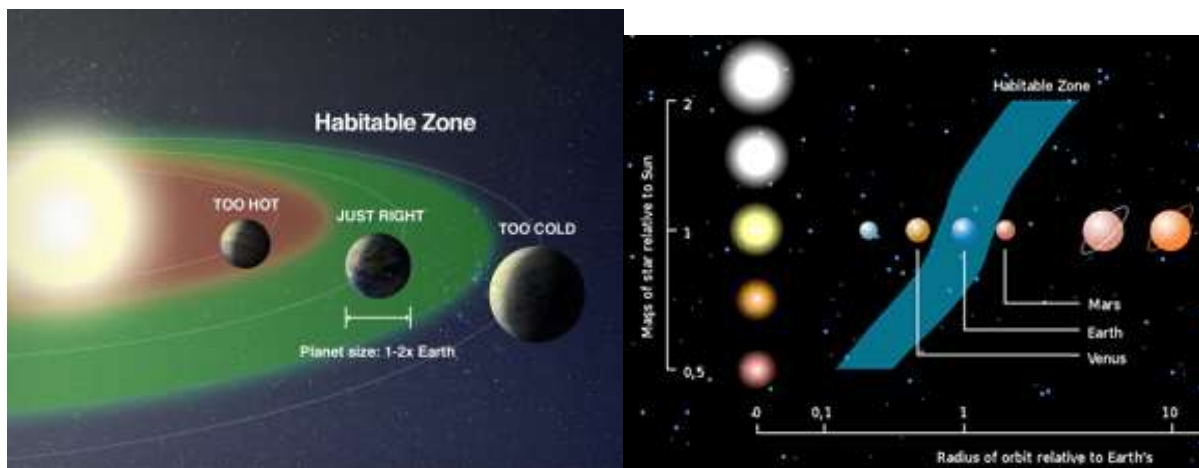 Habitable Zone
TOO HOT
JUST RIGHT
TOO COLD
Planet size: 1-2x Earth
Habitable Zone
Mass of star relative to Sun
2
1
0,5
Mars
Earth
Venus
0
0,1
1
10
Radius of orbit relative to Earth's